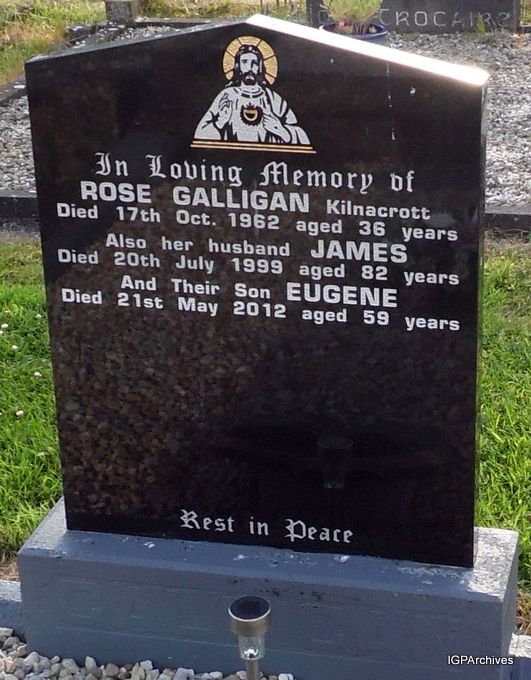 CROCAIRS
In Loving Memory of
ROSE GALLIGAN Kilnacrott
Died 17th Oct. 1962 aged 36 years
Also her husband JAMES
Died 20th July 1999 aged 82 years
And Their Son EUGENE
Died 21st May 2012 aged 59 years
Rest in Peace
IGPArchives